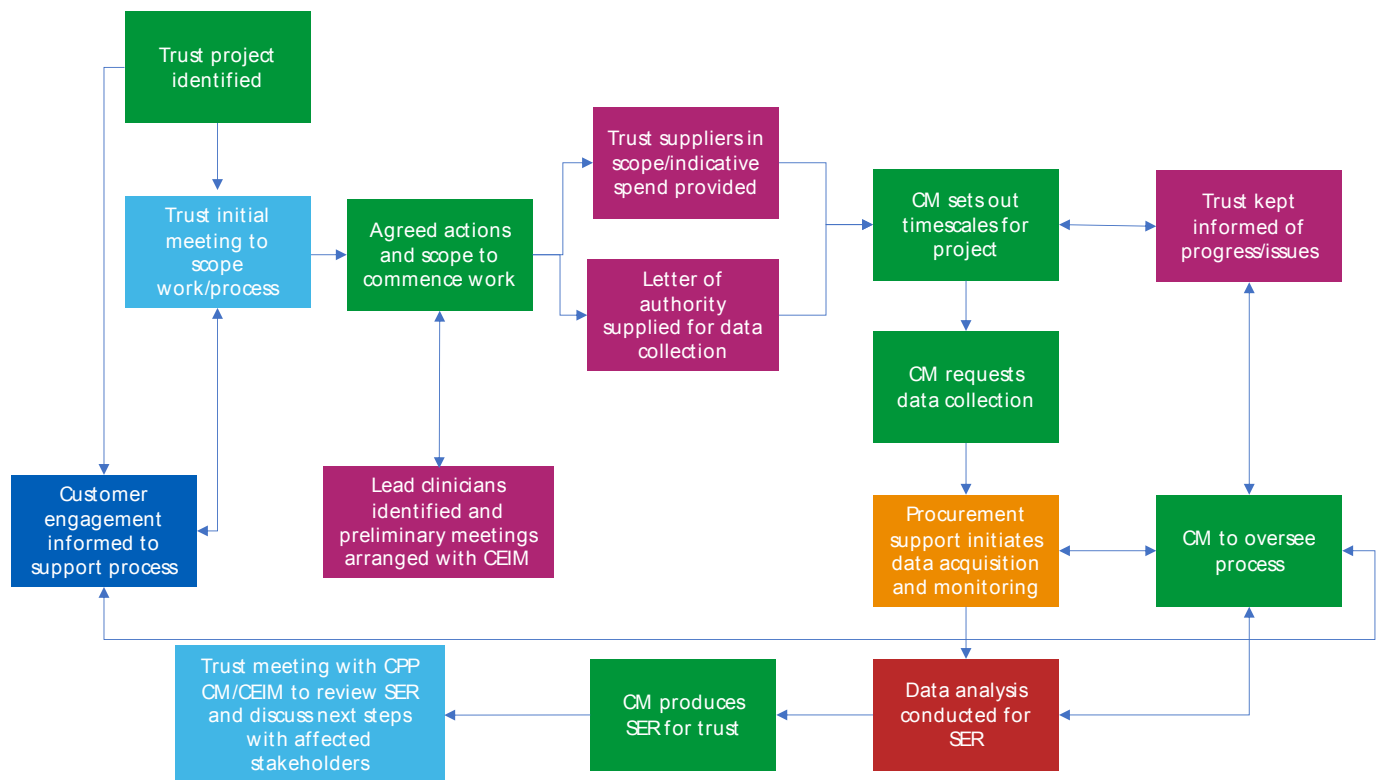 Trust project
identified
Trust initial
meeting to
scope
work/process
Agreed actions
and scope to
commence work
Trust suppliers in
scope/indicative
spend provided
Letter of
authority
supplied for data
collection
CM sets out
timescales for
project
Trust kept
informed of
progress/issues
CM requests
data collection
Customer
engagement
informed to
support process
Lead clinicians
identified and
preliminary meetings
arranged with CEIM
Procurement
support initiates
data acquisition
and monitoring
CM to oversee
process
Trust meeting with CPP
CM/CEIM to review SER
and discuss next steps
with affected
stakeholders
CM produces
SER for trust
Data analysis
conducted for
SER